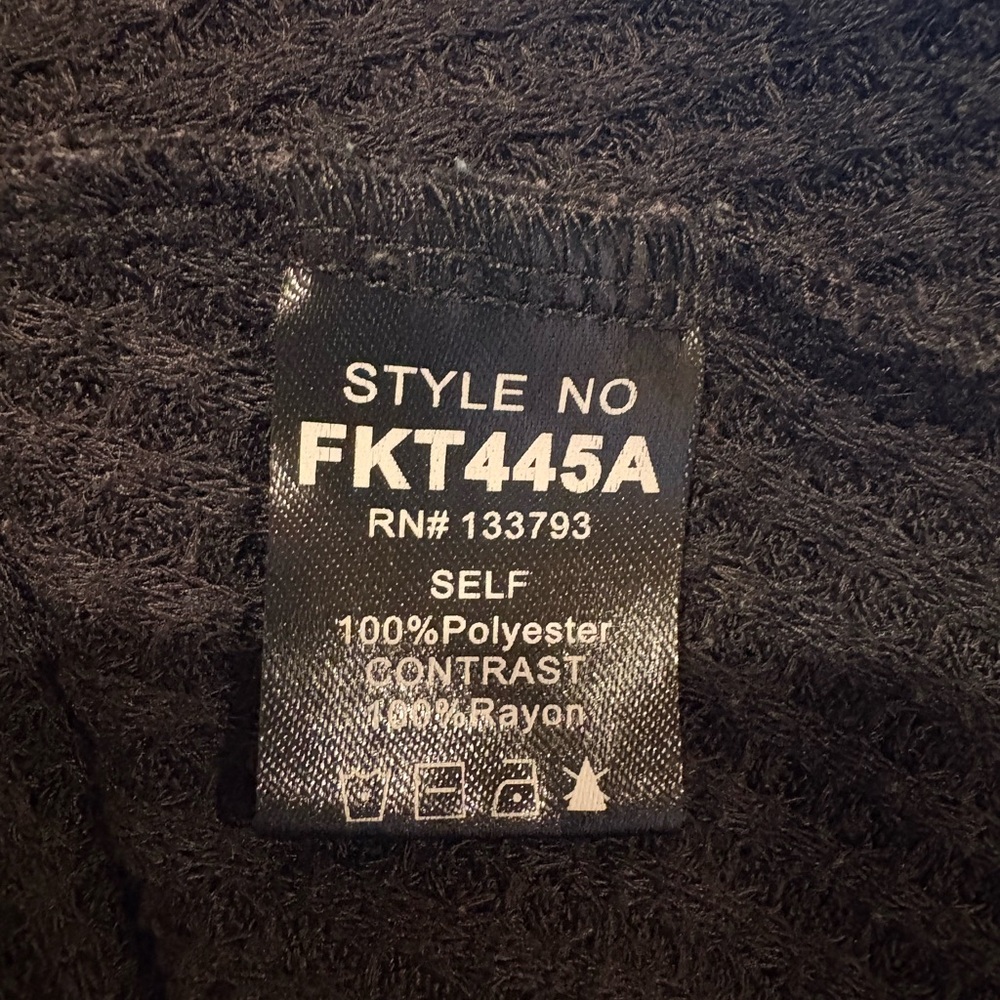 STYLE NO
FKT445A
RN# 133793
SELF
100%Polyester
CONTRAST
100%Rayon